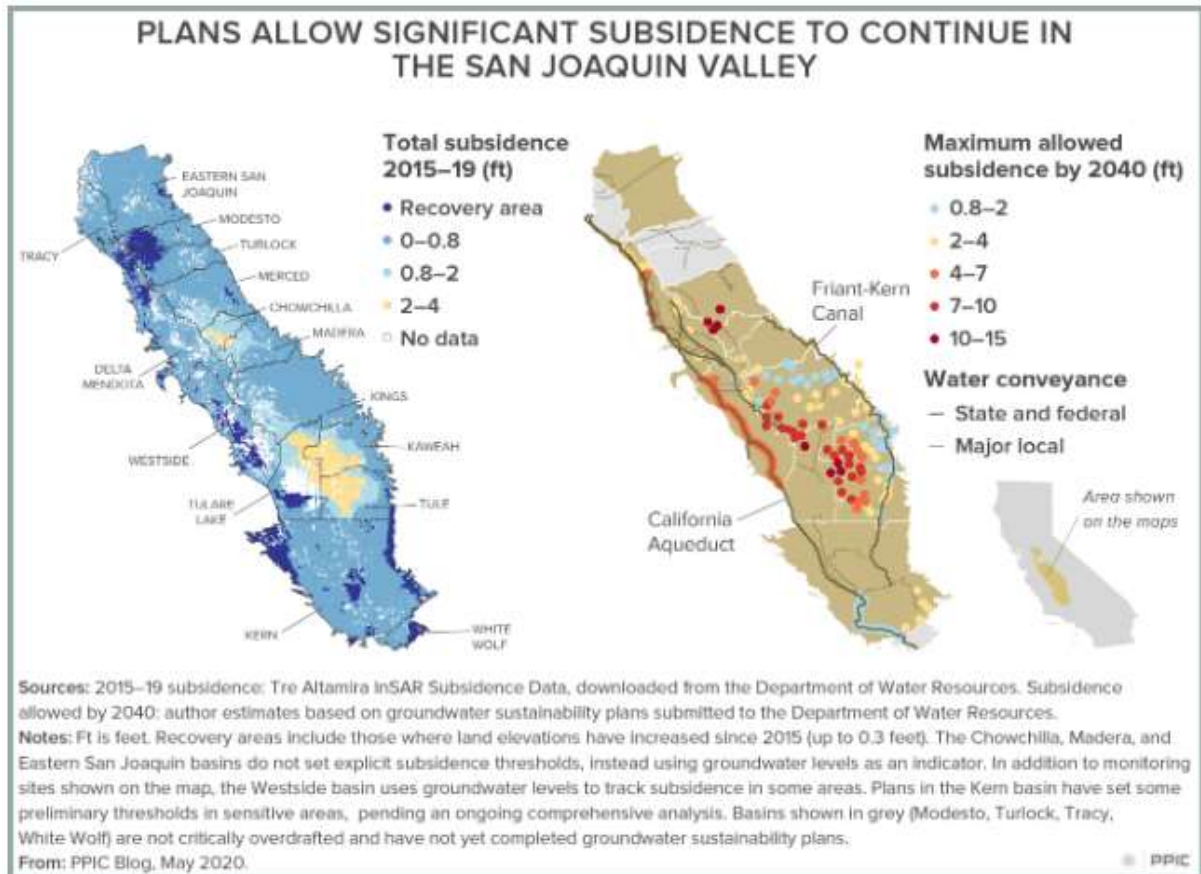 PLANS ALLOW SIGNIFICANT SUBSIDENCE TO CONTINUE IN
THE SAN JOAQUIN VALLEY
Total subsidence
2015–19 (ft)
Recovery area
0–0.8
0.8–2
2–4
No data
EASTERN SAN
JOAQUIN
MODESTO
TRACY
TURLOCK
MERCED
CHOWCHILLA
MADERA
DELTA
MENDOTA
KINGS
KAWEAH
WESTSIDE
TULARE
LAKE
TULE
KERN
WHITE
WOLF
Maximum allowed
subsidence by 2040 (ft)
0.8–2
2–4
4–7
7–10
10–15
Water conveyance
State and federal
Major local
Friant-Kern
Canal
California
Aqueduct
Area shown
on the maps
Sources: 2015–19 subsidence: Tre Altamira InSAR Subsidence Data, downloaded from the Department of Water Resources. Subsidence
allowed by 2040: author estimates based on groundwater sustainability plans submitted to the Department of Water Resources.
Notes: Ft is feet. Recovery areas include those where land elevations have increased since 2015 (up to 0.3 feet). The Chowchilla, Madera, and
Eastern San Joaquin basins do not set explicit subsidence thresholds, instead using groundwater levels as an indicator. In addition to monitoring
sites shown on the map, the Westside basin uses groundwater levels to track subsidence in some areas. Plans in the Kern basin have set some
preliminary thresholds in sensitive areas, pending an ongoing comprehensive analysis. Basins shown in grey (Modesto, Turlock, Tracy,
White Wolf) are not critically overdrafted and have not yet completed groundwater sustainability plans.
From: PPIC Blog, May 2020.
PPIC